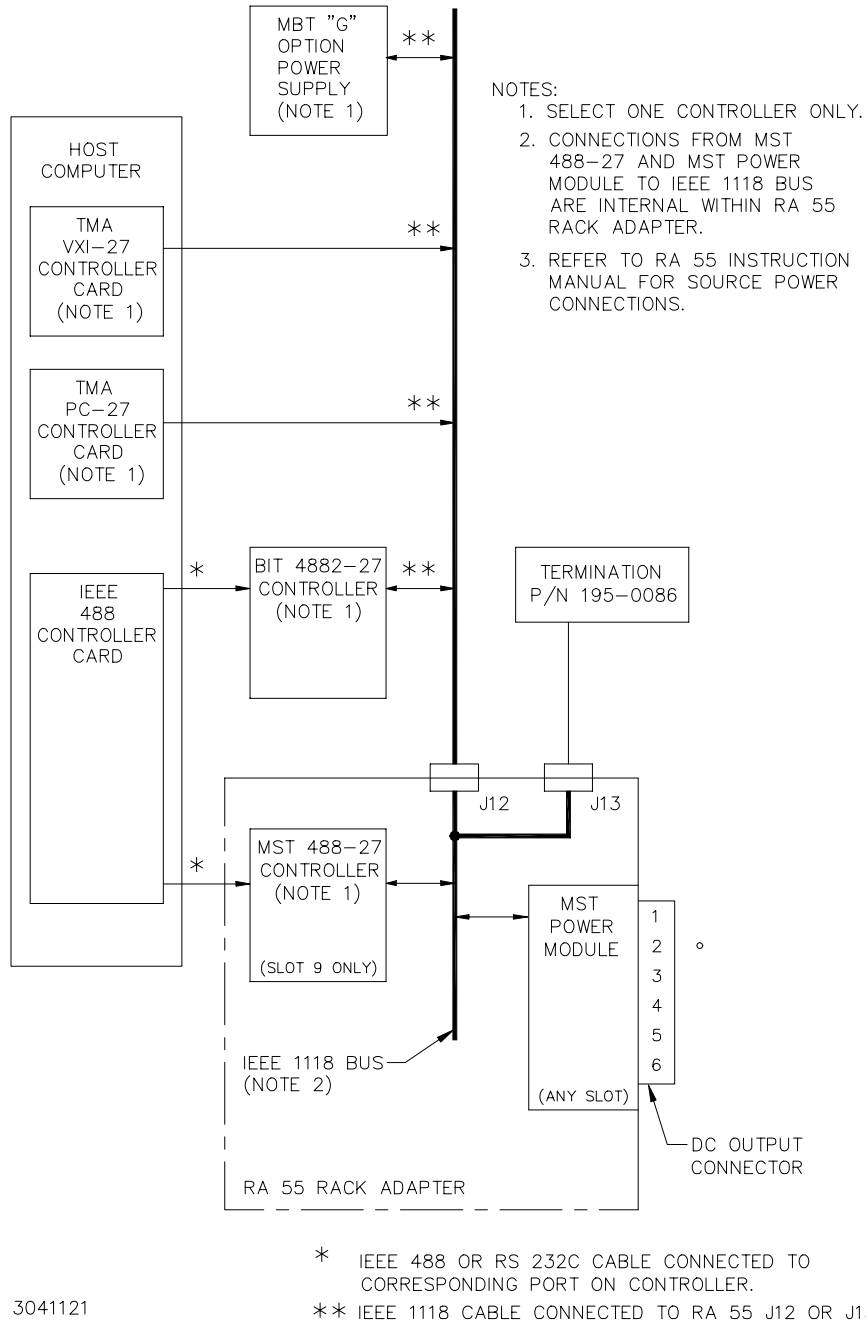 MBT "G"
OPTION
POWER
SUPPLY
(NOTE 1)
**
NOTES:
1. SELECT ONE CONTROLLER ONLY.
2. CONNECTIONS FROM MST
488-27 AND MST POWER
MODULE TO IEEE 1118 BUS
ARE INTERNAL WITHIN RA 55
RACK ADAPTER.
3. REFER TO RA 55 INSTRUCTION
MANUAL FOR SOURCE POWER
CONNECTIONS.
HOST
COMPUTER
TMA
VXI-27
CONTROLLER
CARD
(NOTE 1)
**
TMA
PC-27
CONTROLLER
CARD
(NOTE 1)
**
IEEE
488
CONTROLLER
CARD
*
BIT 4882-27
CONTROLLER
(NOTE 1)
**
TERMINATION
P/N 195-0086
J12
J13
*
MST 488-27
CONTROLLER
(NOTE 1)
(SLOT 9 ONLY)
MST
POWER
MODULE
(ANY SLOT)
1
2
3
4
5
6
IEEE 1118 BUS
(NOTE 2)
DC OUTPUT
CONNECTOR
RA 55 RACK ADAPTER
* IEEE 488 OR RS 232C CABLE CONNECTED TO
CORRESPONDING PORT ON CONTROLLER.
** IEEE 1118 CABLE CONNECTED TO RA 55 J12 OR
3041121